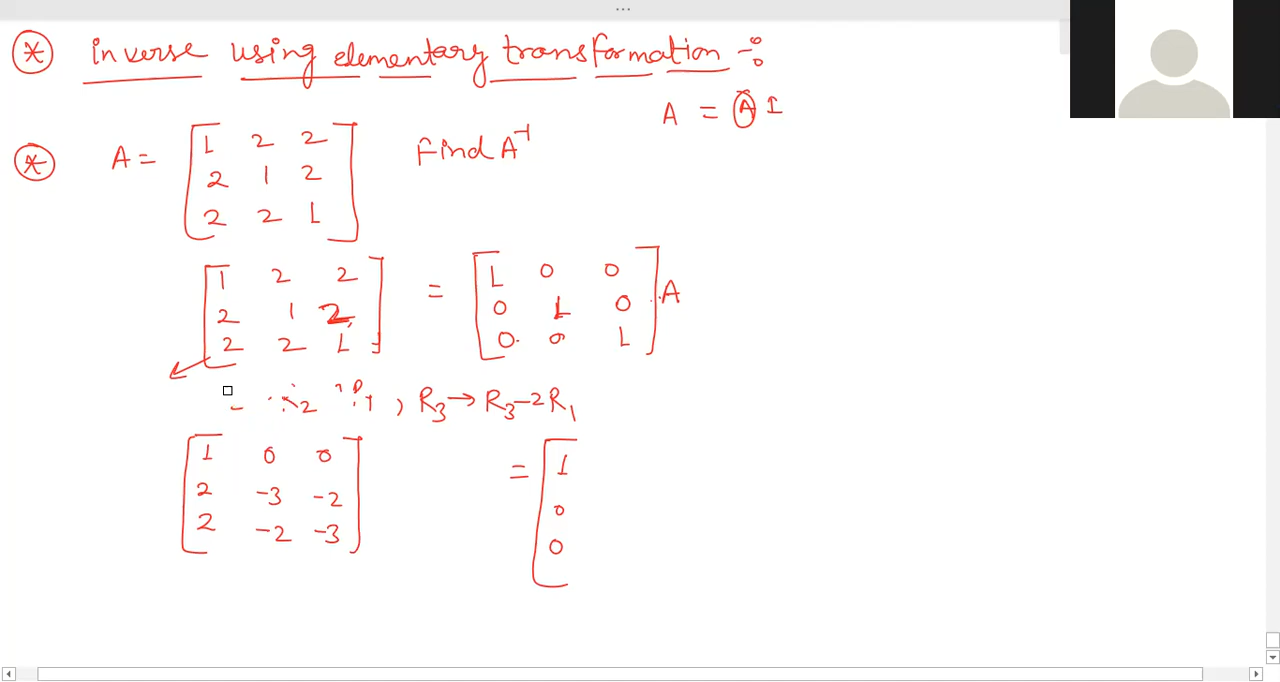 inverse using elementary transformation :-
A = A I
A = [ 1 2 2
2 1 2
2 2 1 ] find A⁻¹
[ 1 2 2
2 1 2
2 2 1 ] = [ 1 0 0
0 1 0
0 0 1 ] . A
, R₃ → R₃ - 2R₁
[ 1 0 0
2 -3 -2
2 -2 -3 ] = [ 1
0
0